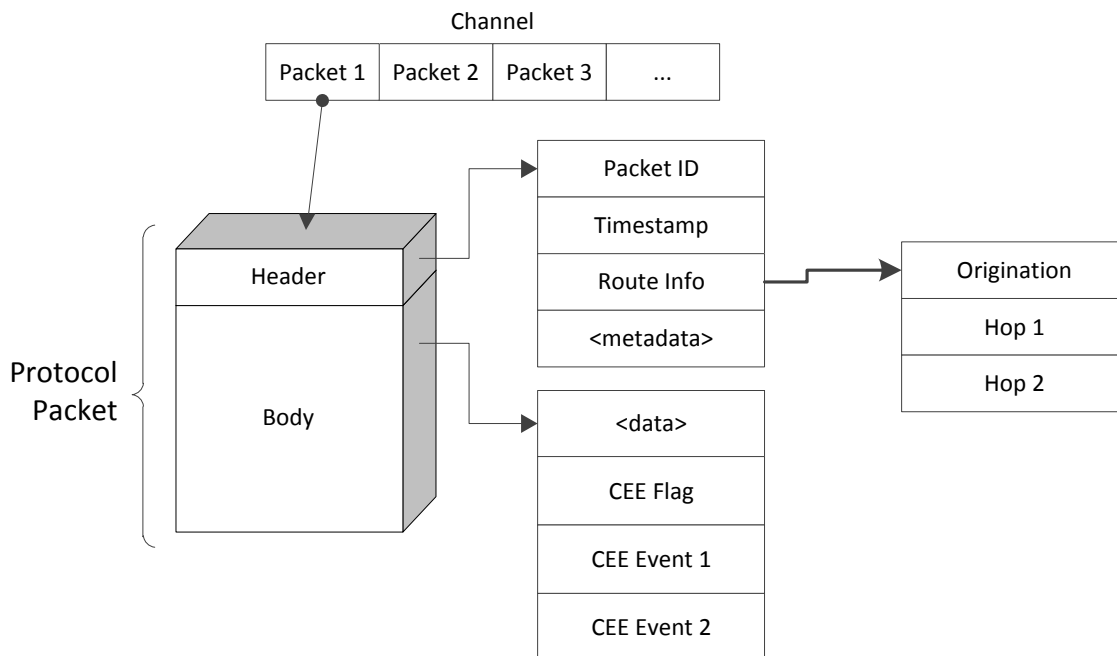 Channel
Packet 1 Packet 2 Packet 3 ...
Packet ID
Timestamp
Route Info
<metadata>
Origination
Hop 1
Hop 2
Header
Body
Protocol
Packet
<data>
CEE Flag
CEE Event 1
CEE Event 2